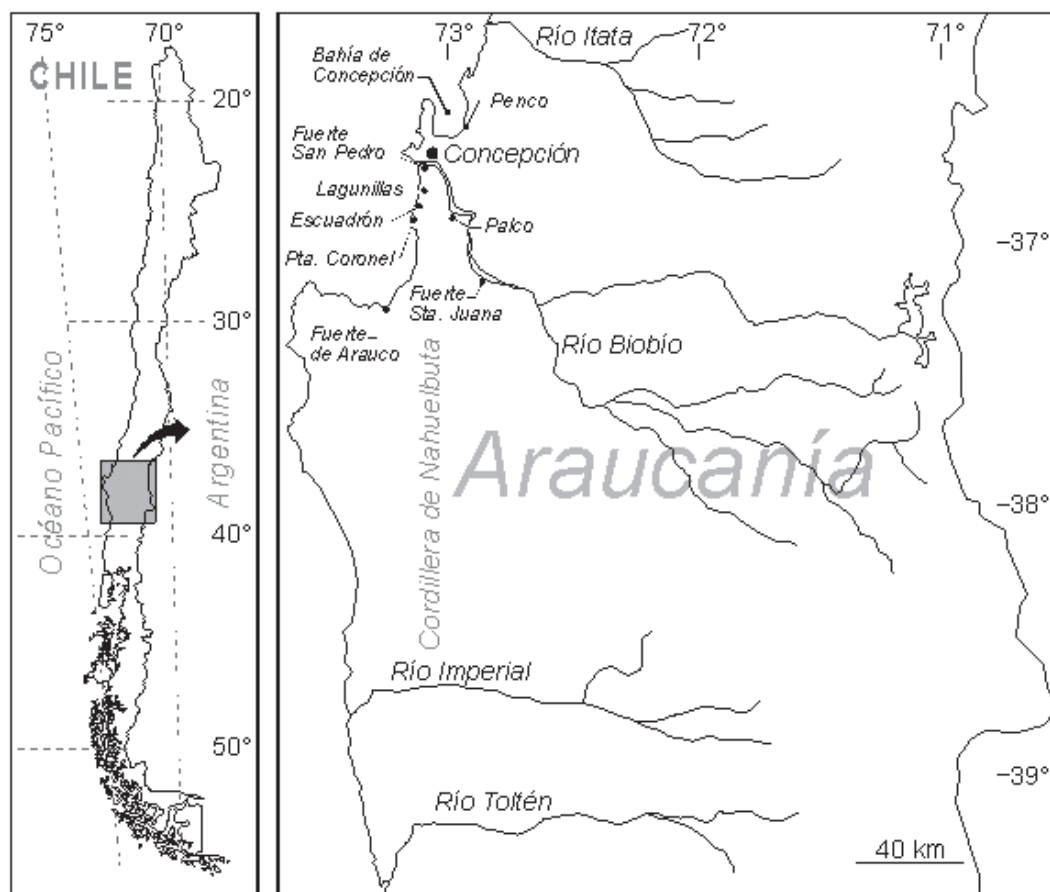 75° 70°
CHILE
20°
30°
Océano Pacífico
Argentina
40°
50°
73° 72° 71°
Río Itata
Bahía de
Concepción
Penco
Fuerte
San Pedro
Concepción
Lagunillas
Escuadrón
Palco
Pta. Coronel
–37°
Fuerte–
Sta. Juana
Fuerte–
de Arauco
Río Biobío
Cordillera de Nahuelbuta
Araucanía
–38°
Río Imperial
–39°
Río Toltén
40 km